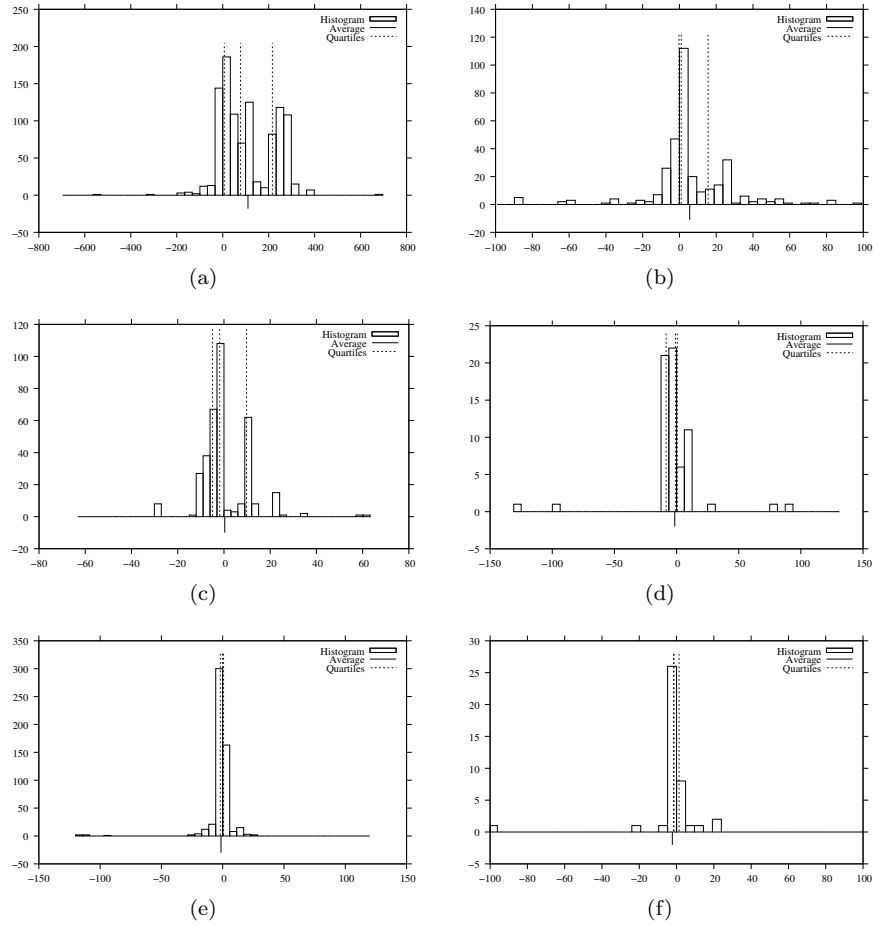 250
200
150
100
50
0
−50
−800 −600 −400 −200 0 200 400 600 800
Histogram
Average
Quartiles
(a)
140
120
100
80
60
40
20
0
−20
−100 −80 −60 −40 −20 0 20 40 60 80 100
Histogram
Average
Quartiles
(b)
120
100
80
60
40
20
0
−20
−80 −60 −40 −20 0 20 40 60 80
Histogram
Average
Quartiles
(c)
25
20
15
10
5
0
−5
−150 −100 −50 0 50 100 150
Histogram
Average
Quartiles
(d)
350
300
250
200
150
100
50
0
−50
−150 −100 −50 0 50 100 150
Histogram
Average
Quartiles
(e)
30
25
20
15
10
5
0
−5
−100 −80 −60 −40 −20 0 20 40 60 80 100
Histogram
Average
Quartiles
(f)